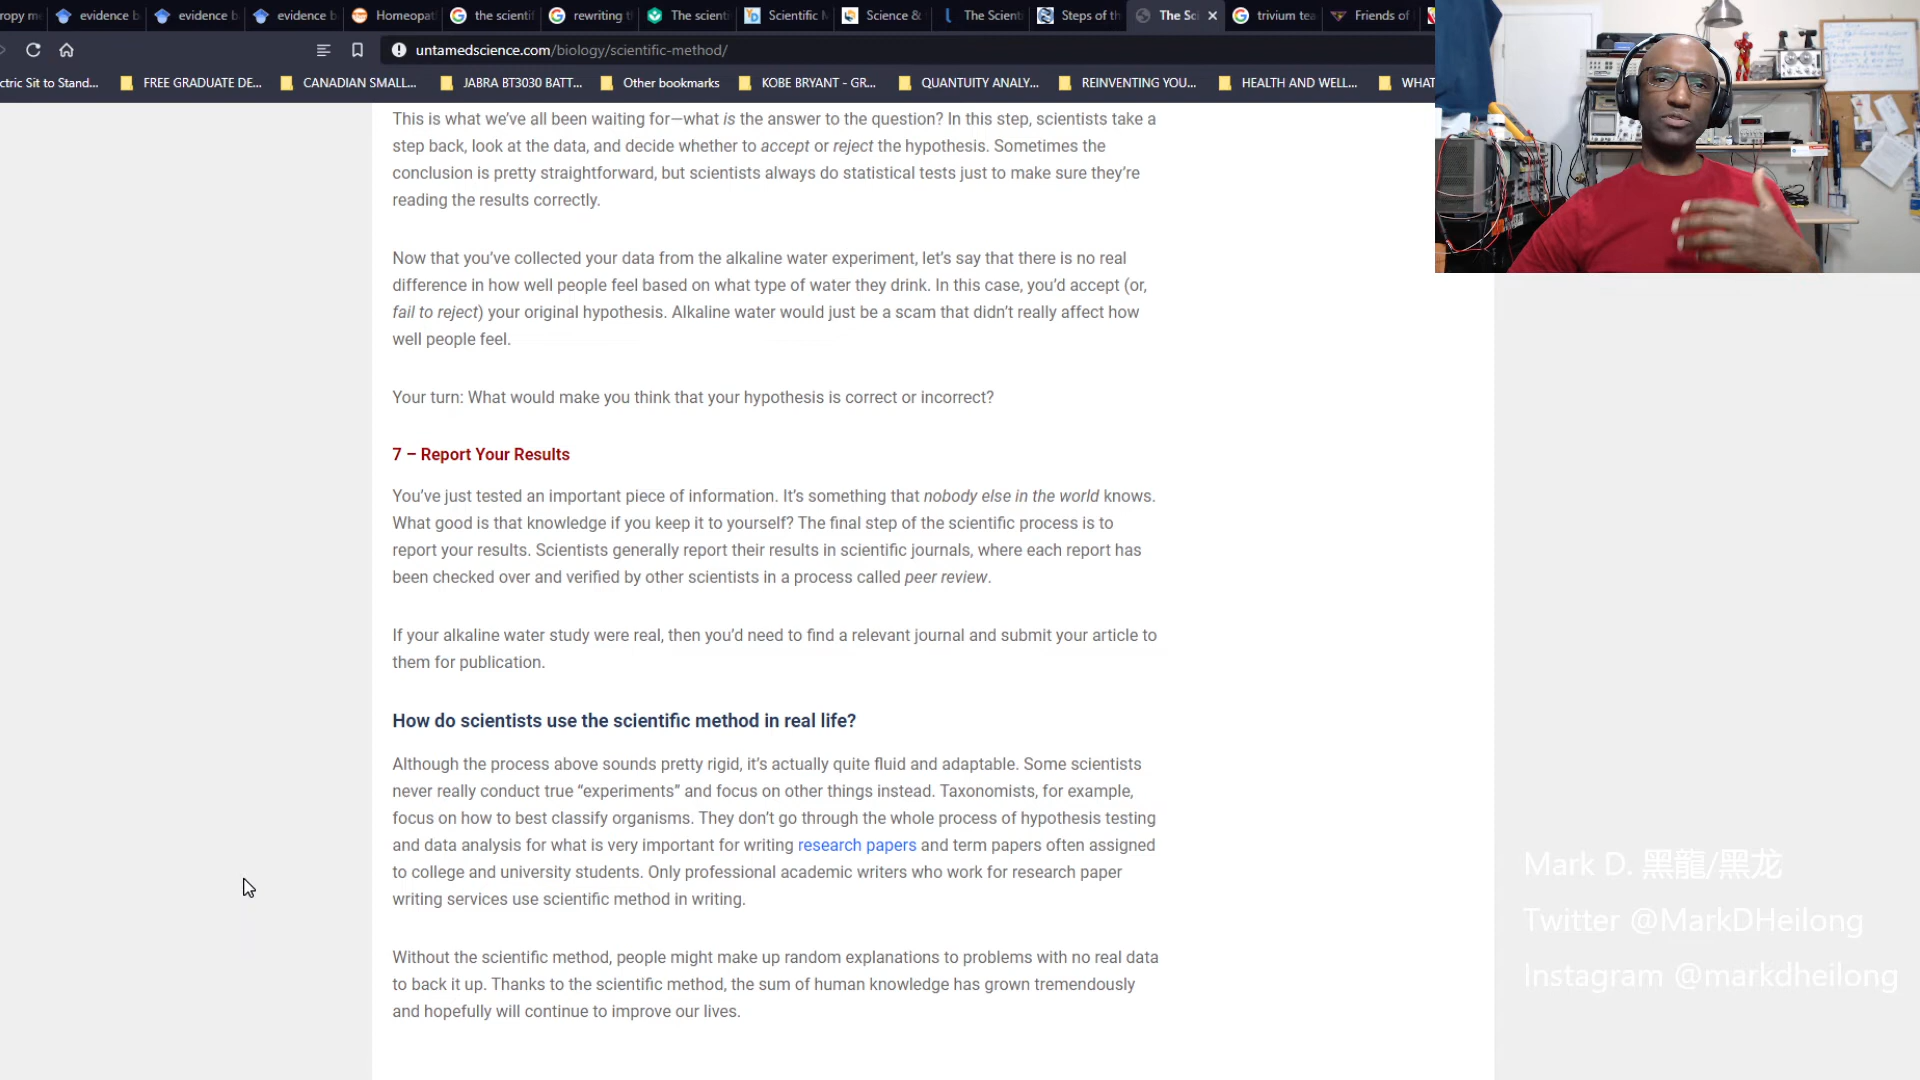 ropy me
evidence b
evidence b
evidence b
Homeopat
the scientif
rewriting t
The scient
Scientific M
Science &
The Scient
Steps of th
The Sci
trivium tea
Friends of
untamedscience.com/biology/scientific-method/
ctric Sit to Stand...
FREE GRADUATE DE...
CANADIAN SMALL...
JABRA BT3030 BATT...
Other bookmarks
KOBE BRYANT - GR...
QUANTUITY ANALY...
REINVENTING YOU...
HEALTH AND WELL...
WHAT
This is what we’ve all been waiting for—what is the answer to the question? In this step, scientists take a
step back, look at the data, and decide whether to accept or reject the hypothesis. Sometimes the
conclusion is pretty straightforward, but scientists always do statistical tests just to make sure they’re
reading the results correctly.
Now that you’ve collected your data from the alkaline water experiment, let’s say that there is no real
difference in how well people feel based on what type of water they drink. In this case, you’d accept (or,
fail to reject) your original hypothesis. Alkaline water would just be a scam that didn’t really affect how
well people feel.
Your turn: What would make you think that your hypothesis is correct or incorrect?
7 – Report Your Results
You’ve just tested an important piece of information. It’s something that nobody else in the world knows.
What good is that knowledge if you keep it to yourself? The final step of the scientific process is to
report your results. Scientists generally report their results in scientific journals, where each report has
been checked over and verified by other scientists in a process called peer review.
If your alkaline water study were real, then you’d need to find a relevant journal and submit your article to
them for publication.
How do scientists use the scientific method in real life?
Although the process above sounds pretty rigid, it’s actually quite fluid and adaptable. Some scientists
never really conduct true “experiments” and focus on other things instead. Taxonomists, for example,
focus on how to best classify organisms. They don’t go through the whole process of hypothesis testing
and data analysis for what is very important for writing research papers and term papers often assigned
to college and university students. Only professional academic writers who work for research paper
writing services use scientific method in writing.
Without the scientific method, people might make up random explanations to problems with no real data
to back it up. Thanks to the scientific method, the sum of human knowledge has grown tremendously
and hopefully will continue to improve our lives.
Mark D. 黑龍/黑龙
Twitter @MarkDHeilong
Instagram @markdheilong